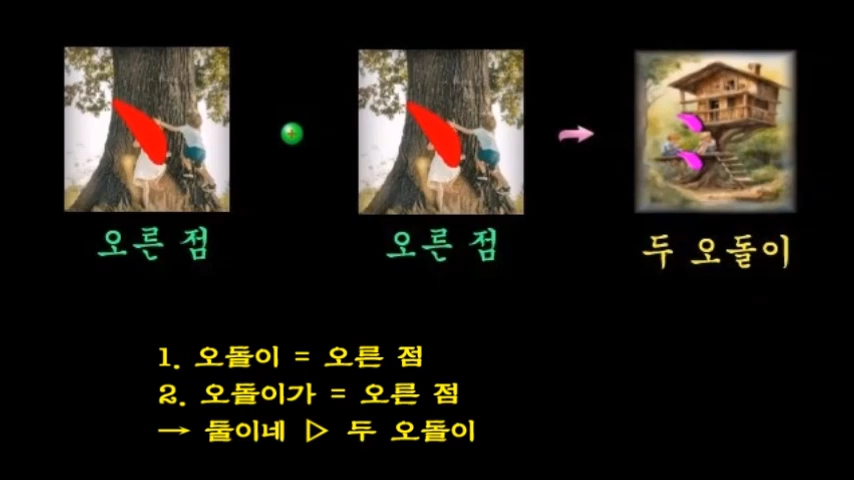 오른 점
오른 점
두 오돌이
1. 오돌이 = 오른 점
2. 오돌이가 = 오른 점
→ 둘이네 ▷ 두 오돌이